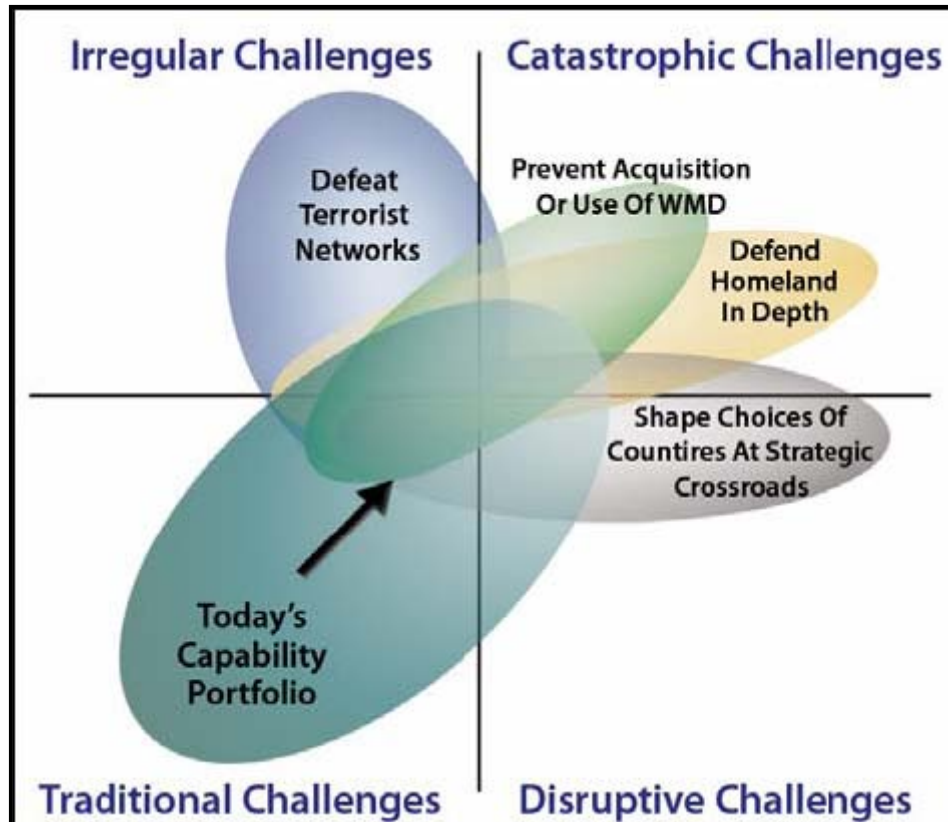 Irregular Challenges
Catastrophic Challenges
Defeat
Terrorist
Networks
Prevent Acquisition
Or Use Of WMD
Defend
Homeland
In Depth
Shape Choices Of
Countires At Strategic
Crossroads
Today's
Capability
Portfolio
Traditional Challenges
Disruptive Challenges